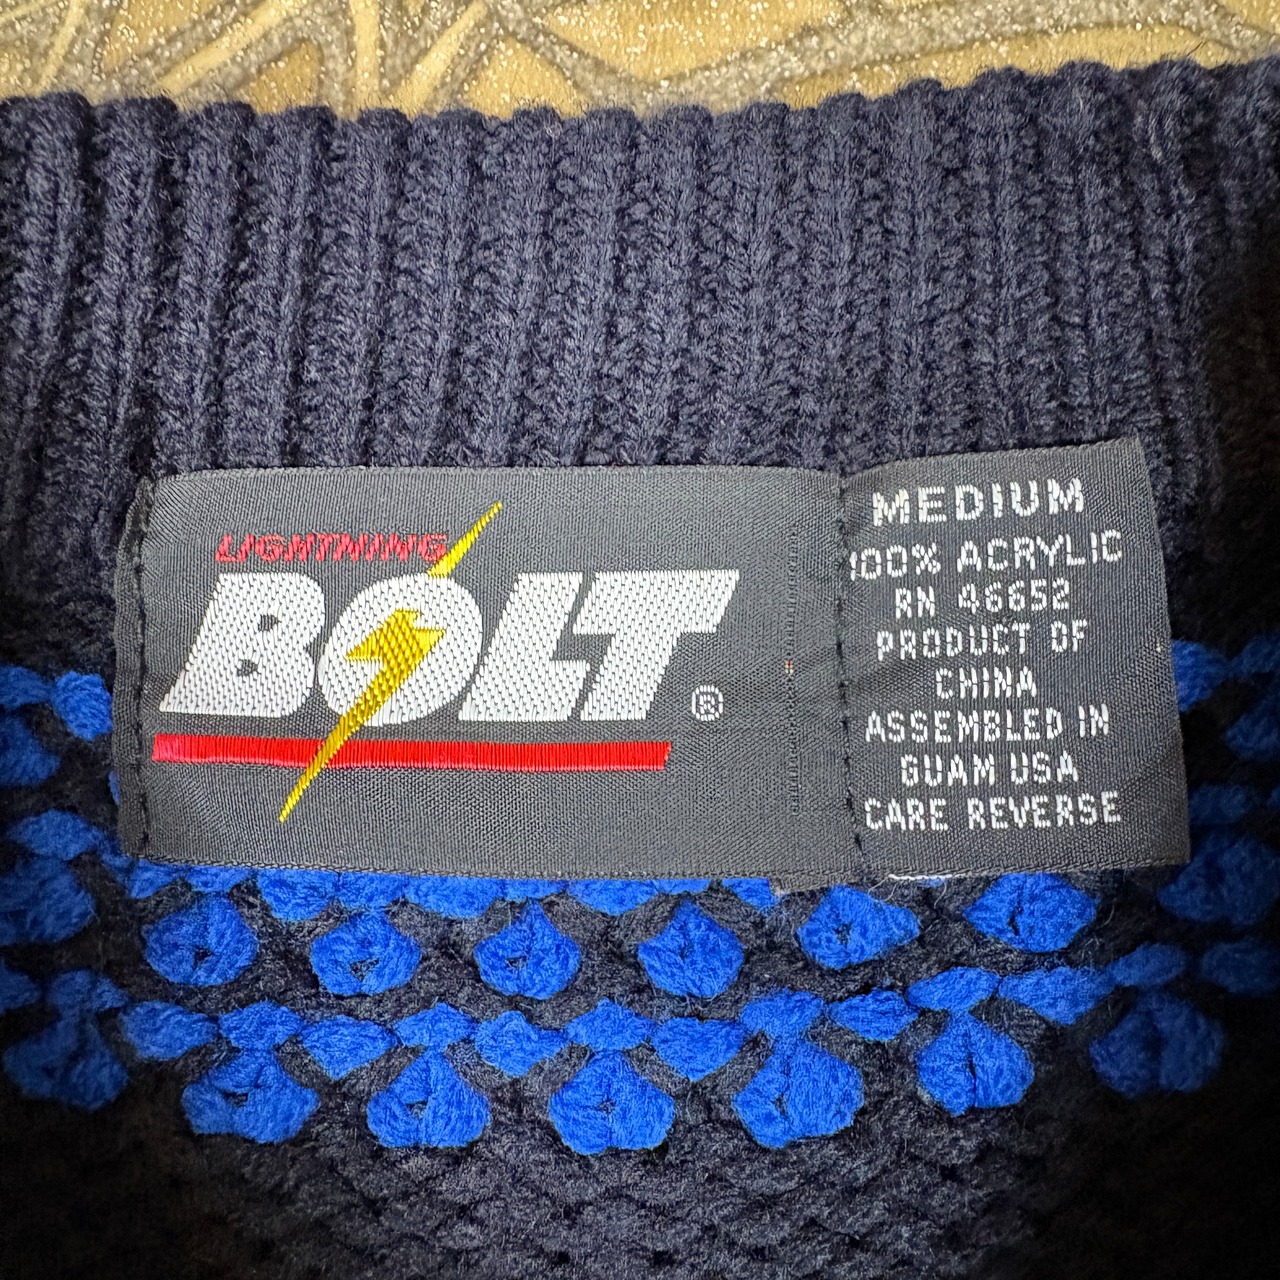 LIGHTNING
BOLT
®
MEDIUM
100% ACRYLIC
RN 46652
PRODUCT OF
CHINA
ASSEMBLED IN
GUAM USA
CARE REVERSE